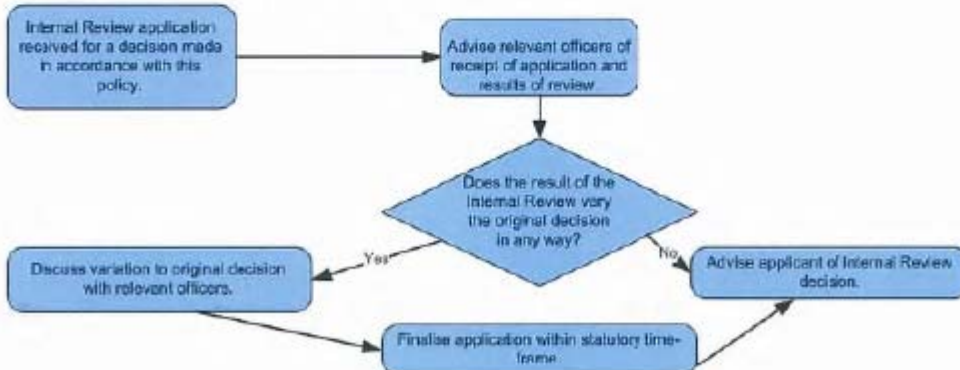 Internal Review application
received for a decision made
in accordance with this
policy.
Advise relevant officers of
receipt of application and
results of review
Does the result of the
Internal Review vary
the original decision
in any way?
Yes
No
Discuss variation to original decision
with relevant officers.
Advise applicant of Internal Review
decision.
Finalise application within statutory time-
frame